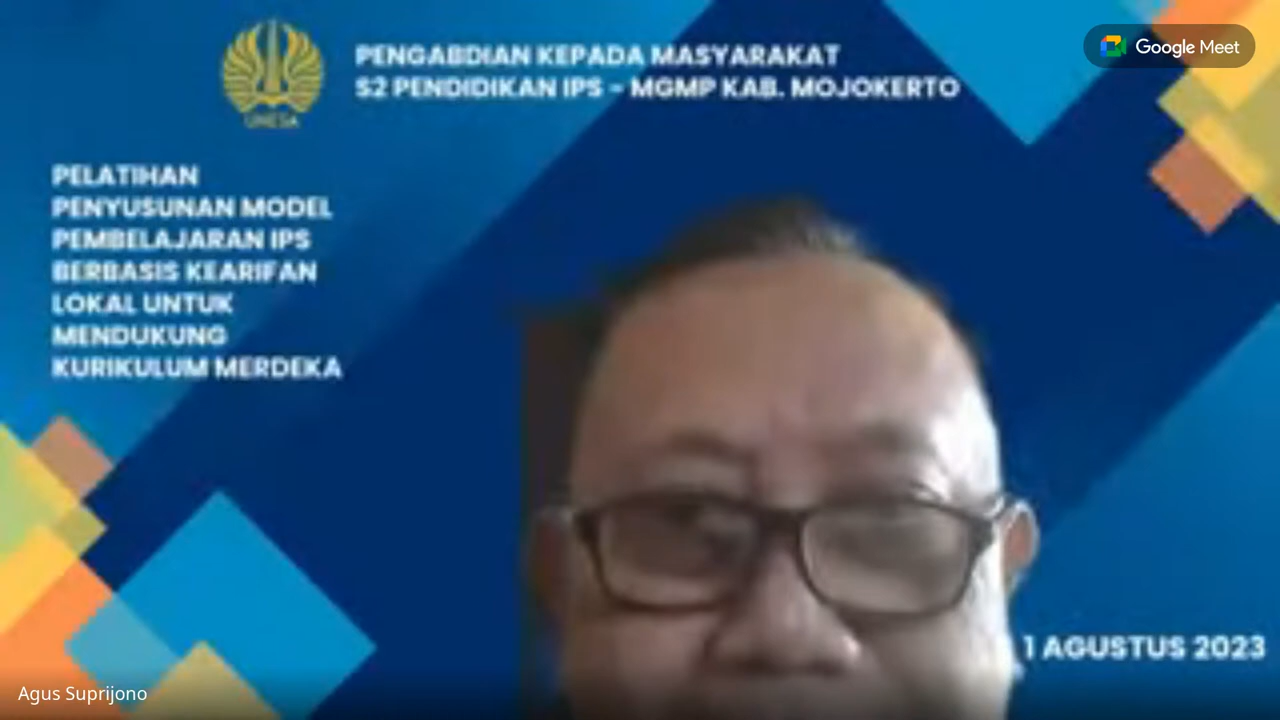 PENGABDIAN KEPADA MASYARAKAT
S2 PENDIDIKAN IPS - MGMP KAB. MOJOKERTO
Google Meet
UNESA
PELATIHAN
PENYUSUNAN MODEL
PEMBELAJARAN IPS
BERBASIS KEARIFAN
LOKAL UNTUK
MENDUKUNG
KURIKULUM MERDEKA
1 AGUSTUS 2023
Agus Suprijono